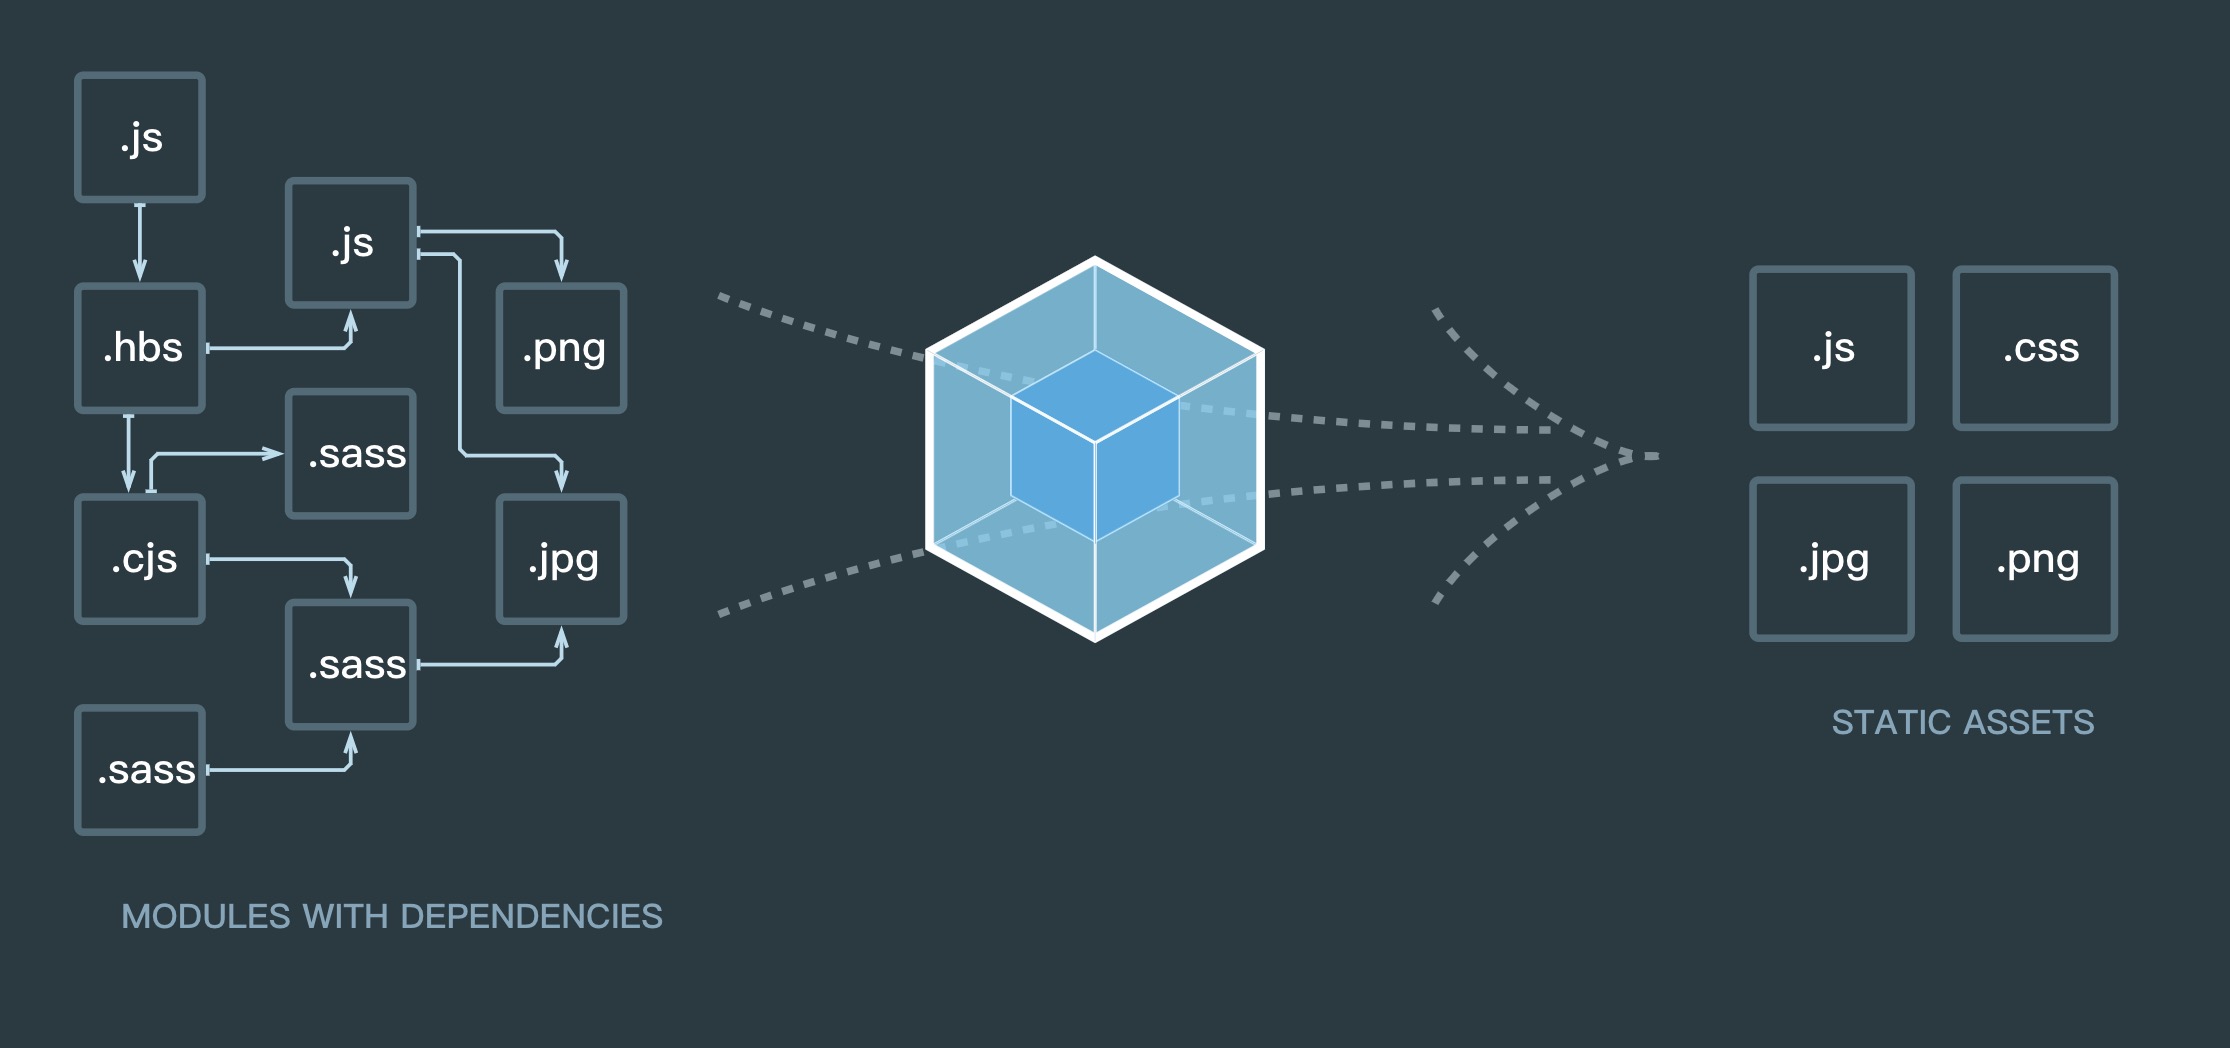 .js
.js
.hbs
.png
.sass
.cjs
.jpg
.sass
.sass
MODULES WITH DEPENDENCIES
.js
.css
.jpg
.png
STATIC ASSETS